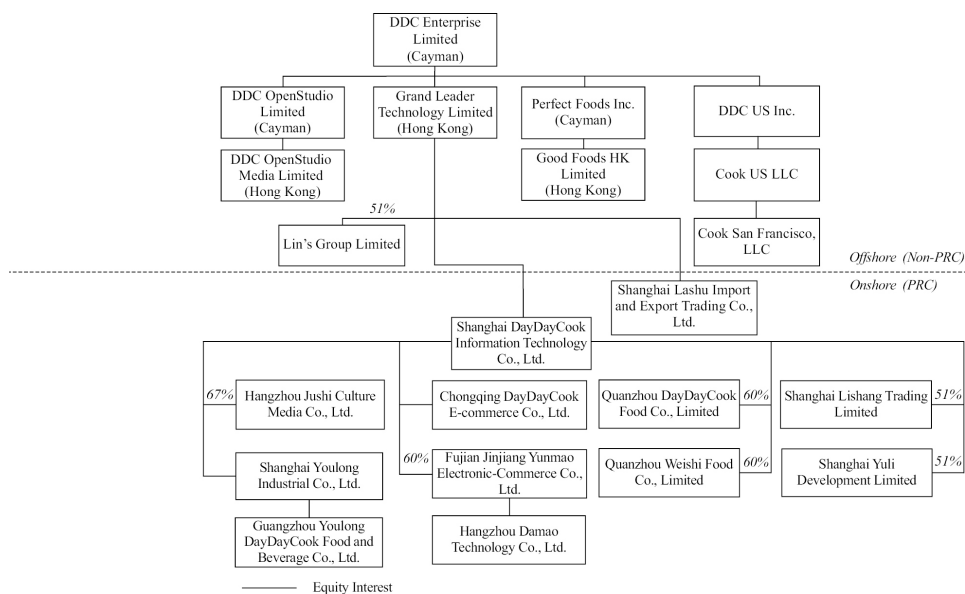 DDC Enterprise
Limited
(Cayman)
DDC OpenStudio
Limited
(Cayman)
Grand Leader
Technology Limited
(Hong Kong)
Perfect Foods Inc.
(Cayman)
DDC US Inc.
DDC OpenStudio
Media Limited
(Hong Kong)
Good Foods HK
Limited
(Hong Kong)
Cook US LLC
51%
Lin's Group Limited
Cook San Francisco,
LLC
Offshore (Non-PRC)
Onshore (PRC)
Shanghai Lashu Import
and Export Trading Co.,
Ltd.
Shanghai DayDayCook
Information Technology
Co., Ltd.
67%
Hangzhou Jushi Culture
Media Co., Ltd.
Chongqing DayDayCook
E-commerce Co., Ltd.
Quanzhou DayDayCook
Food Co., Limited
60%
Shanghai Lishang Trading
Limited
51%
Shanghai Youlong
Industrial Co., Ltd.
60%
Fujian Jinjiang Yunmao
Electronic-Commerce Co.,
Ltd.
Quanzhou Weishi Food
Co., Limited
60%
Shanghai Yuli
Development Limited
51%
Guangzhou Youlong
DayDayCook Food and
Beverage Co., Ltd.
Hangzhou Damao
Technology Co., Ltd.
Equity Interest